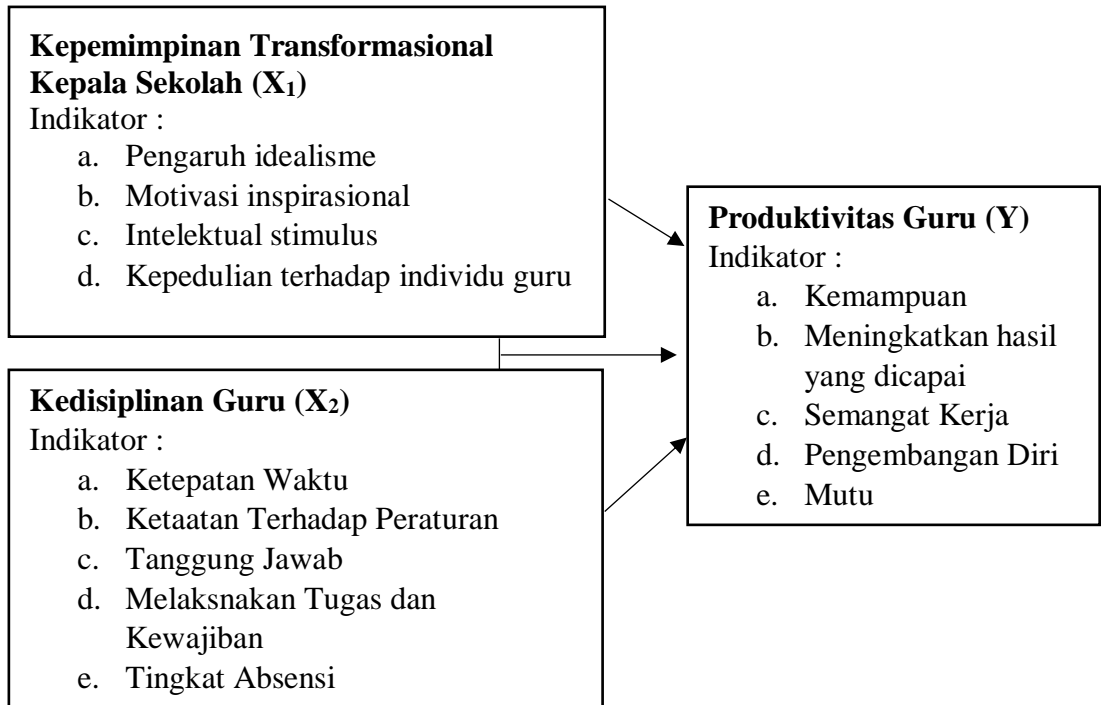 Kepemimpinan Transformasional
Kepala Sekolah (X₁)
Indikator :
a. Pengaruh idealisme
b. Motivasi inspirasional
c. Intelektual stimulus
d. Kepedulian terhadap individu guru
Kedisiplinan Guru (X₂)
Indikator :
a. Ketepatan Waktu
b. Ketaatan Terhadap Peraturan
c. Tanggung Jawab
d. Melaksnakan Tugas dan
Kewajiban
e. Tingkat Absensi
Produktivitas Guru (Y)
Indikator :
a. Kemampuan
b. Meningkatkan hasil
yang dicapai
c. Semangat Kerja
d. Pengembangan Diri
e. Mutu